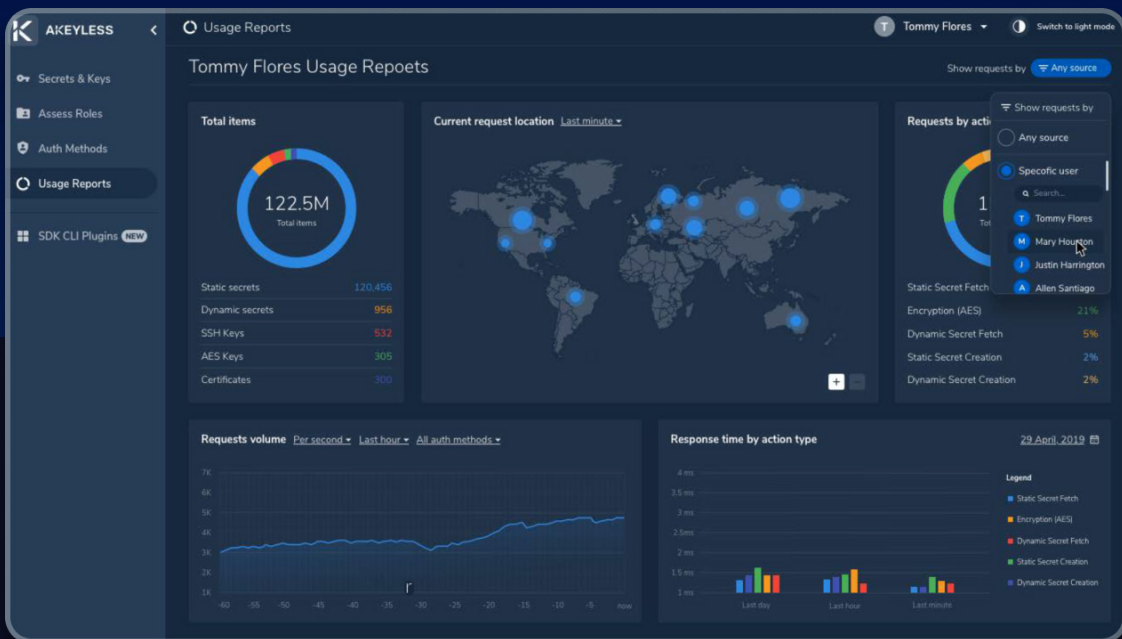 AKEYLESS
Usage Reports
T Tommy Flores
Switch to light mode
Secrets & Keys
Assess Roles
Auth Methods
Usage Reports
SDK CLI Plugins NEW
Tommy Flores Usage Repoets
Show requests by Any source
Show requests by
Any source
Specofic user
Search...
T Tommy Flores
M Mary Houston
J Justin Harrington
A Allen Santiago
Total items
122.5M
Total items
Static secrets 120,456
Dynamic secrets 956
SSH Keys 532
AES Keys 305
Certificates 300
Current request location Last minute
+
Requests by acti
1
Tot
Static Secret Fetch
Encryption (AES) 21%
Dynamic Secret Fetch 5%
Static Secret Creation 2%
Dynamic Secret Creation 2%
Requests volume Per second Last hour All auth methods
7K
6K
5K
4K
3K
2K
1K
r
-60 -55 -50 -45 -40 -35 -30 -25 -20 -15 -10 -5 now
Response time by action type 29 April, 2019
4 ms
3.5 ms
3 ms
2.5ms
2 ms
1.5 ms
1 ms
Last day Last hour Last minute
Legend
Static Secret Fetch
Encryption (AES)
Dynamic Secret Fetch
Static Secret Creation
Dynamic Secret Creation